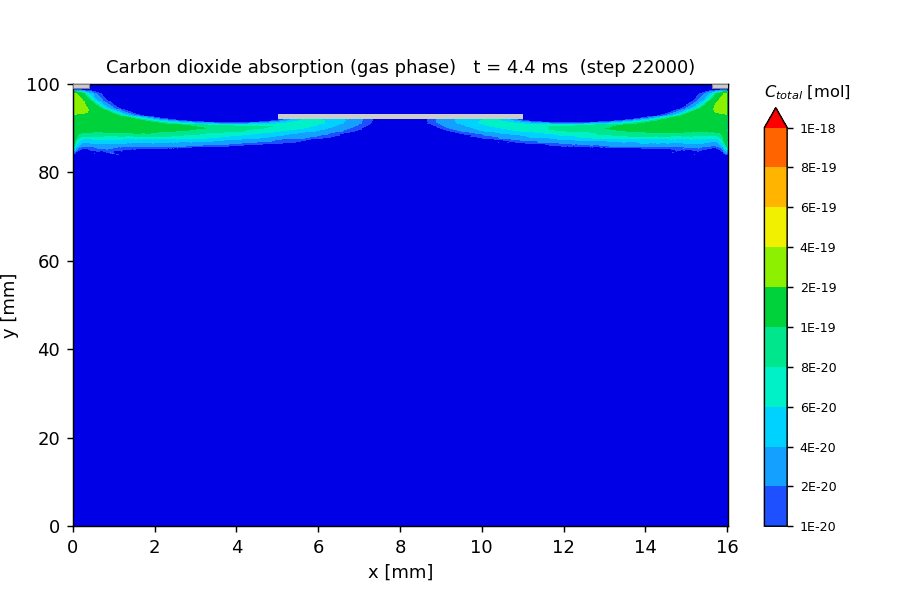 Carbon dioxide absorption (gas phase)   t = 4.4 ms  (step 22000)
C_total [mol]
1E-18
8E-19
6E-19
4E-19
2E-19
1E-19
8E-20
6E-20
4E-20
2E-20
1E-20
y [mm]
100
80
60
40
20
0
0 2 4 6 8 10 12 14 16
x [mm]